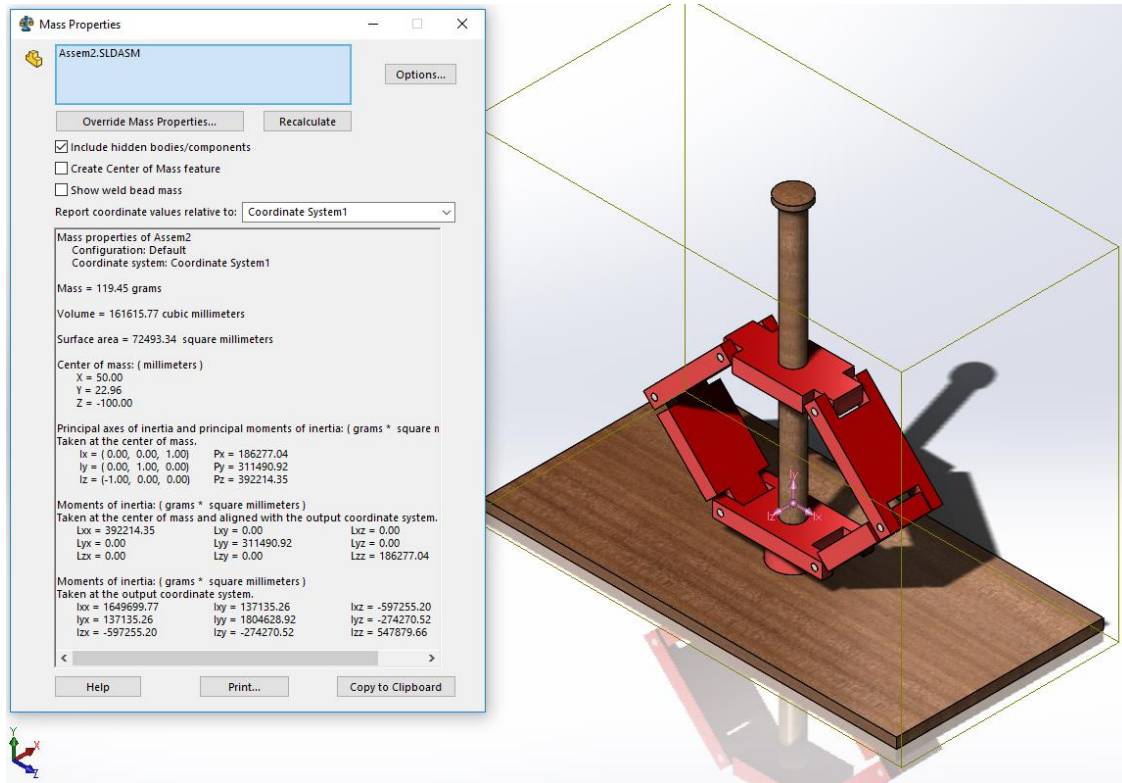 Mass Properties
Assem2.SLDASM
Options...
Override Mass Properties... Recalculate
Include hidden bodies/components
Create Center of Mass feature
Show weld bead mass
Report coordinate values relative to: Coordinate System1
Mass properties of Assem2
Configuration: Default
Coordinate system: Coordinate System1
Mass = 119.45 grams
Volume = 161615.77 cubic millimeters
Surface area = 72493.34 square millimeters
Center of mass: ( millimeters )
X = 50.00
Y = 22.96
Z = -100.00
Principal axes of inertia and principal moments of inertia: ( grams * square n
Taken at the center of mass.
Ix = ( 0.00, 0.00, 1.00) Px = 186277.04
Iy = ( 0.00, 1.00, 0.00) Py = 311490.92
Iz = (-1.00, 0.00, 0.00) Pz = 392214.35
Moments of inertia: ( grams * square millimeters )
Taken at the center of mass and aligned with the output coordinate system.
Lxx = 392214.35 Lxy = 0.00 Lxz = 0.00
Lyx = 0.00 Lyy = 311490.92 Lyz = 0.00
Lzx = 0.00 Lzy = 0.00 Lzz = 186277.04
Moments of inertia: ( grams * square millimeters )
Taken at the output coordinate system.
Ixx = 1649699.77 Ixy = 137135.26 Ixz = -597255.20
Iyx = 137135.26 Iyy = 1804628.92 Iyz = -274270.52
Izx = -597255.20 Izy = -274270.52 Izz = 547879.66
Help Print... Copy to Clipboard
Iy
Iz Ix
Y
X
Z